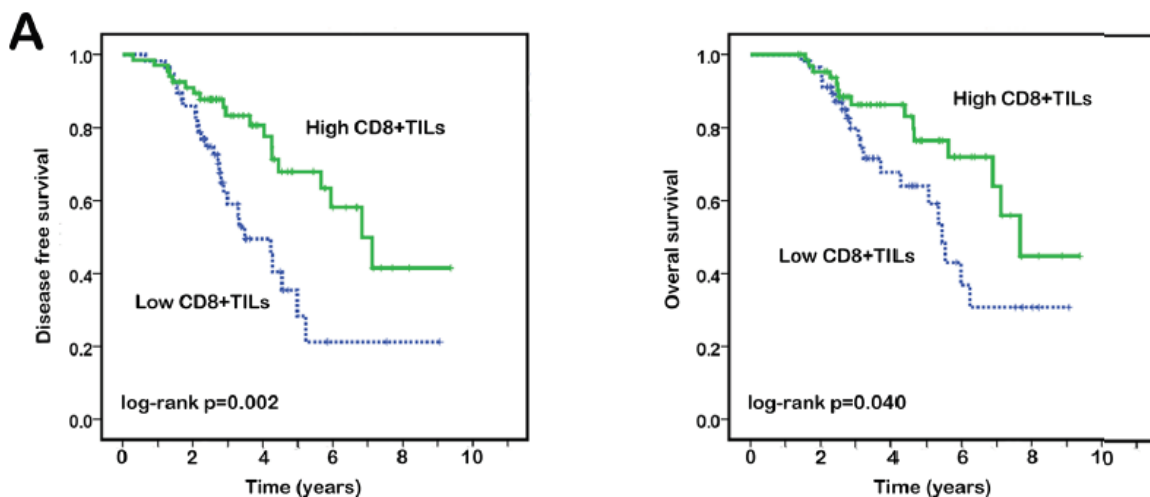 A
1.0
0.8
0.6
0.4
0.2
0.0
Disease free survival
High CD8+TILs
Low CD8+TILs
log-rank p=0.002
0 2 4 6 8 10
Time (years)
1.0
0.8
0.6
0.4
0.2
0.0
Overal survival
High CD8+TILs
Low CD8+TILs
log-rank p=0.040
0 2 4 6 8 10
Time (years)